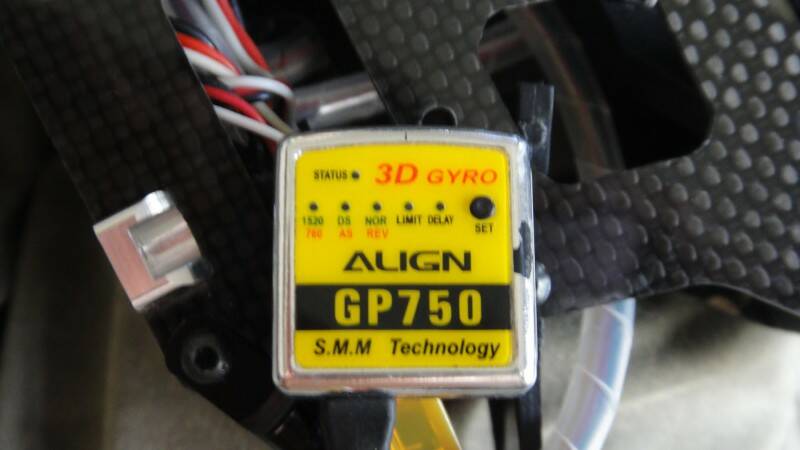 STATUS 3D GYRO
1520 DS NOR LIMIT DELAY
760 AS REV SET
ALIGN
GP750
S.M.M Technology